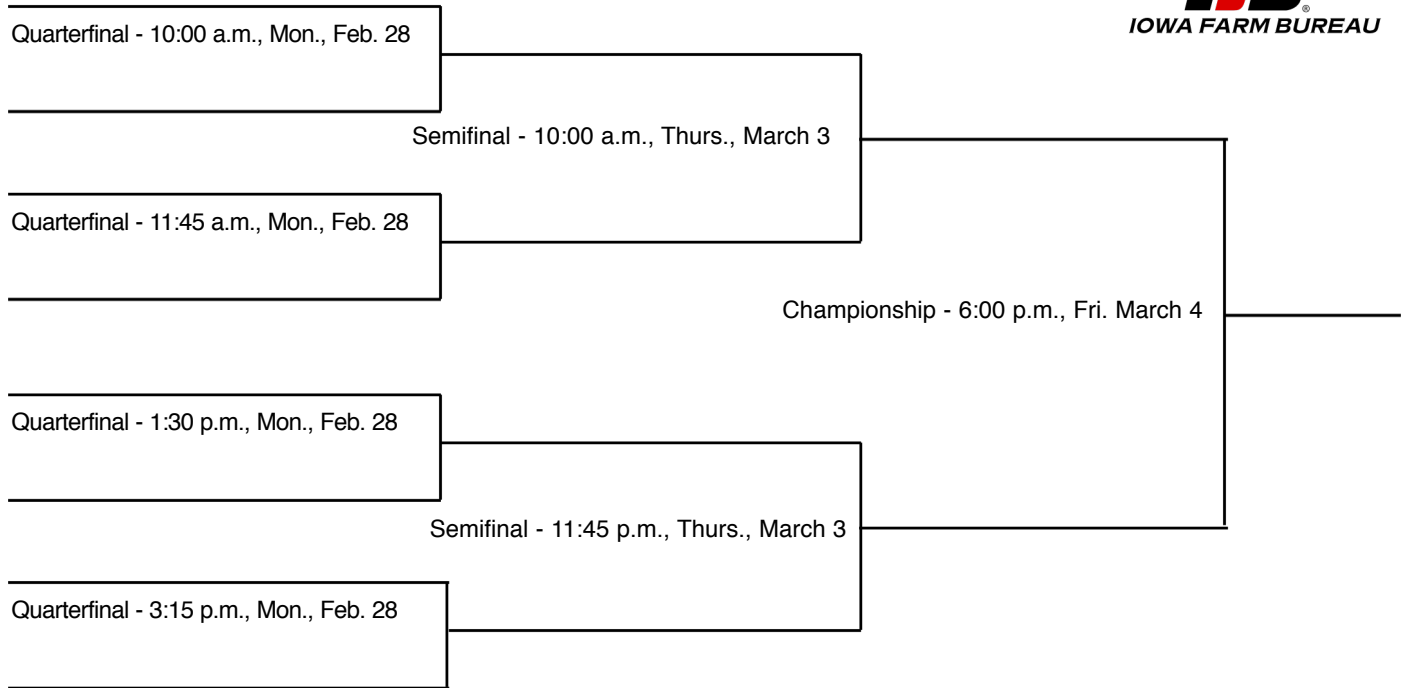 IOWA FARM BUREAU
Quarterfinal - 10:00 a.m., Mon., Feb. 28
Semifinal - 10:00 a.m., Thurs., March 3
Quarterfinal - 11:45 a.m., Mon., Feb. 28
Championship - 6:00 p.m., Fri. March 4
Quarterfinal - 1:30 p.m., Mon., Feb. 28
Semifinal - 11:45 p.m., Thurs., March 3
Quarterfinal - 3:15 p.m., Mon., Feb. 28